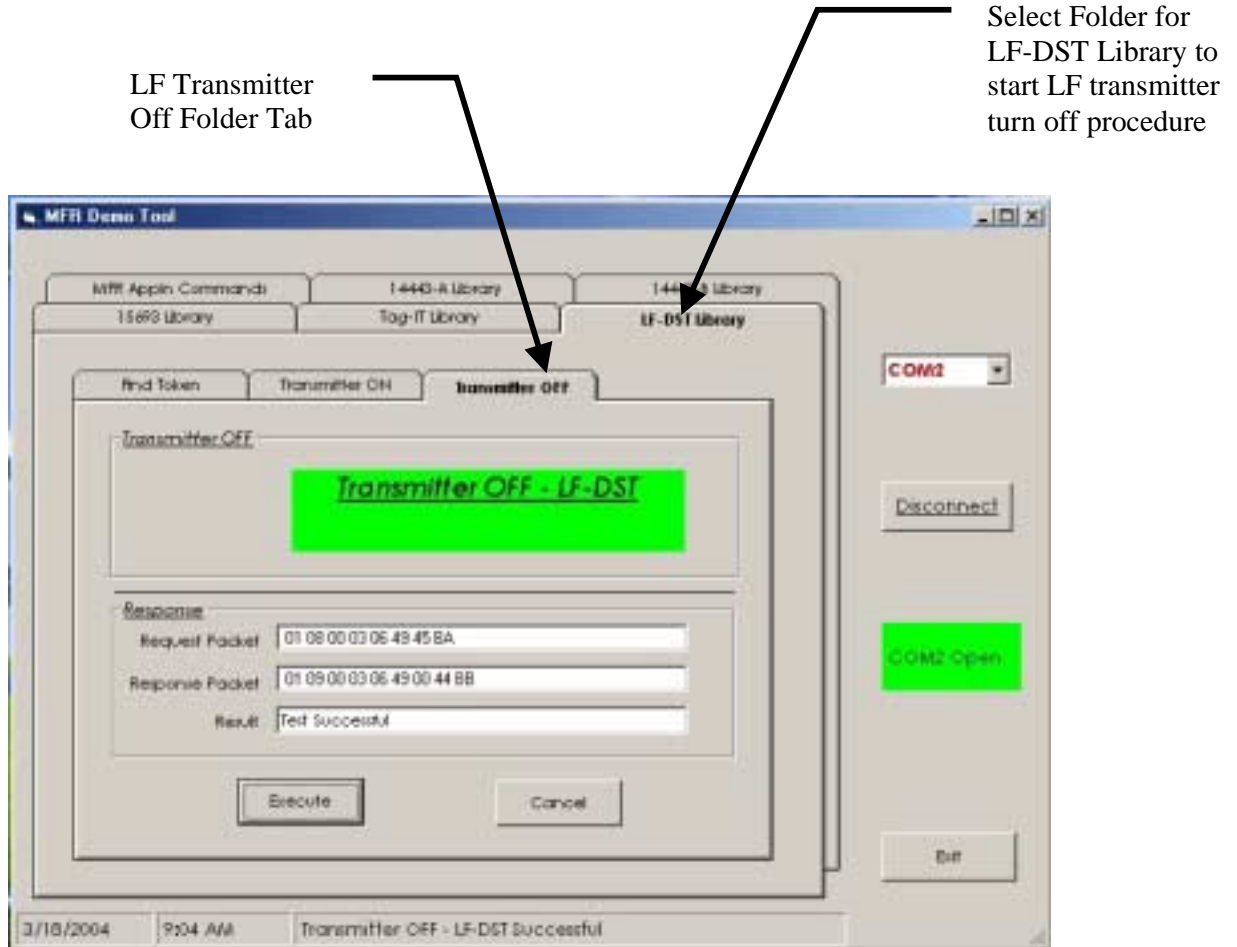 Select Folder for
LF-DST Library to
start LF transmitter
turn off procedure
LF Transmitter
Off Folder Tab
MFR Demo Tool
MFR Appln Commands
14443-A Library
Library
15693 Library
Tag-IT Library
LF-DST Library
COM2
Find Token
Transmitter ON
Transmitter OFF
Transmitter OFF
Transmitter OFF - LF-DST
Disconnect
Response
Request Packet
01 08 00 03 06 49 45 BA
COM2 Open
Response Packet
01 09 00 03 06 49 00 44 BB
Result
Test Successful
Execute
Cancel
Exit
3/18/2004
9:04 AM
Transmitter OFF - LF-DST Successful